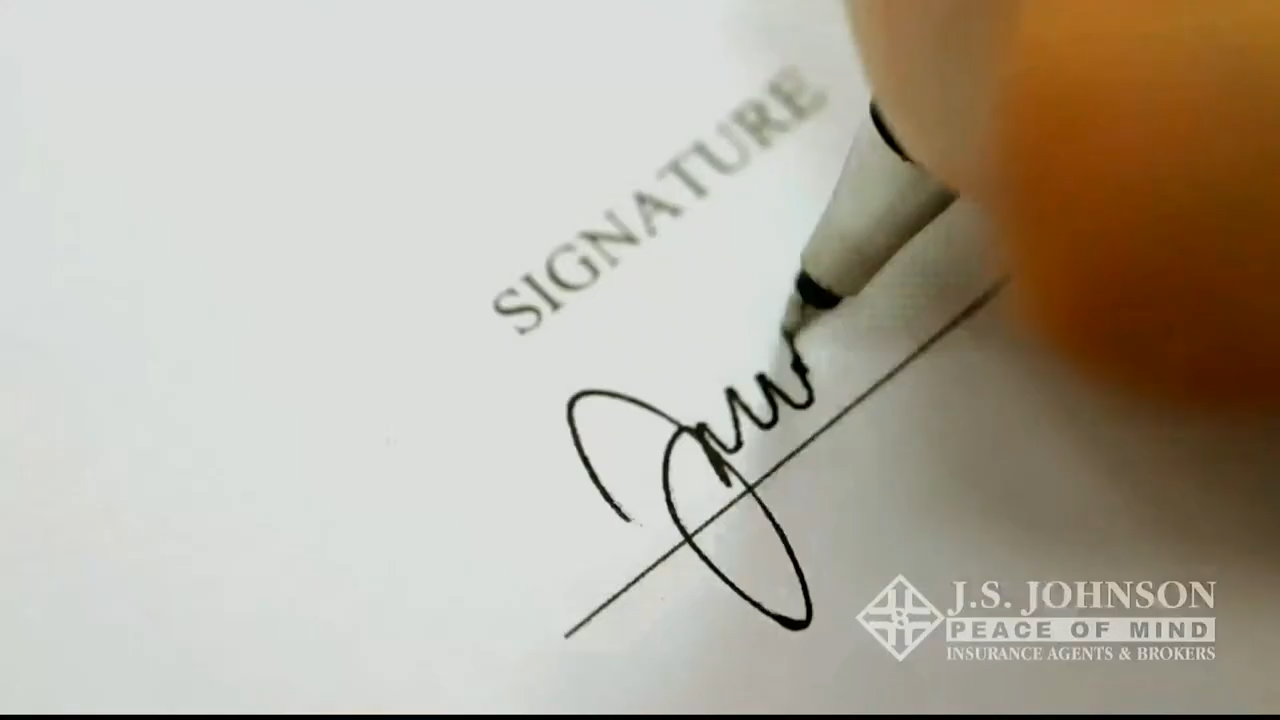 SIGNATURE
J.S. JOHNSON
PEACE OF MIND
INSURANCE AGENTS & BROKERS